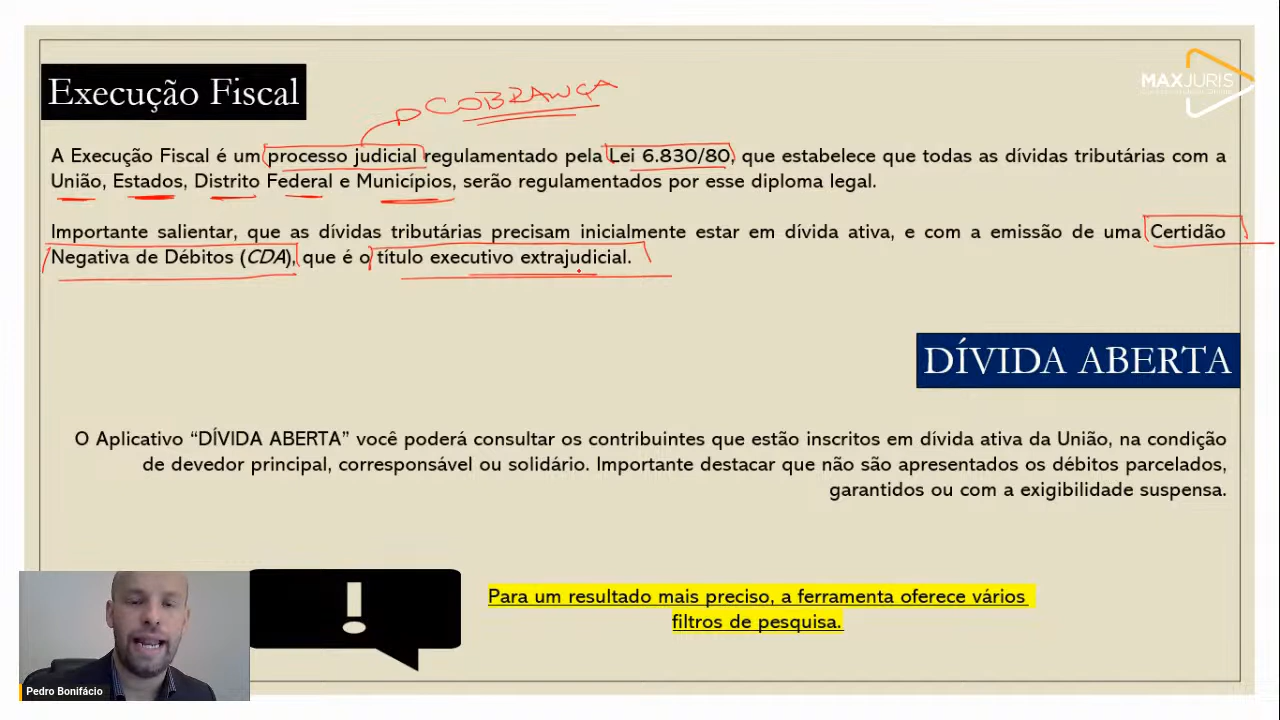 MAXJURIS
Execução Fiscal
COBRANÇA
A Execução Fiscal é um processo judicial regulamentado pela Lei 6.830/80, que estabelece que todas as dívidas tributárias com a
União, Estados, Distrito Federal e Municípios, serão regulamentados por esse diploma legal.
Importante salientar, que as dívidas tributárias precisam inicialmente estar em dívida ativa, e com a emissão de uma Certidão
Negativa de Débitos (CDA), que é o título executivo extrajudicial.
DÍVIDA ABERTA
O Aplicativo “DÍVIDA ABERTA” você poderá consultar os contribuintes que estão inscritos em dívida ativa da União, na condição
de devedor principal, corresponsável ou solidário. Importante destacar que não são apresentados os débitos parcelados,
garantidos ou com a exigibilidade suspensa.
!
Para um resultado mais preciso, a ferramenta oferece vários
filtros de pesquisa.
Pedro Bonifácio